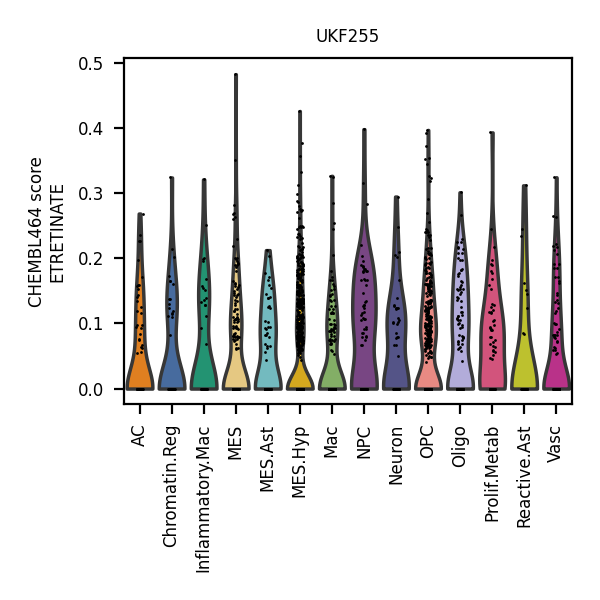 UKF255
CHEMBL464 score
ETRETINATE
0.5
0.4
0.3
0.2
0.1
0.0
AC
Chromatin.Reg
Inflammatory.Mac
MES
MES.Ast
MES.Hyp
Mac
NPC
Neuron
OPC
Oligo
Prolif.Metab
Reactive.Ast
Vasc